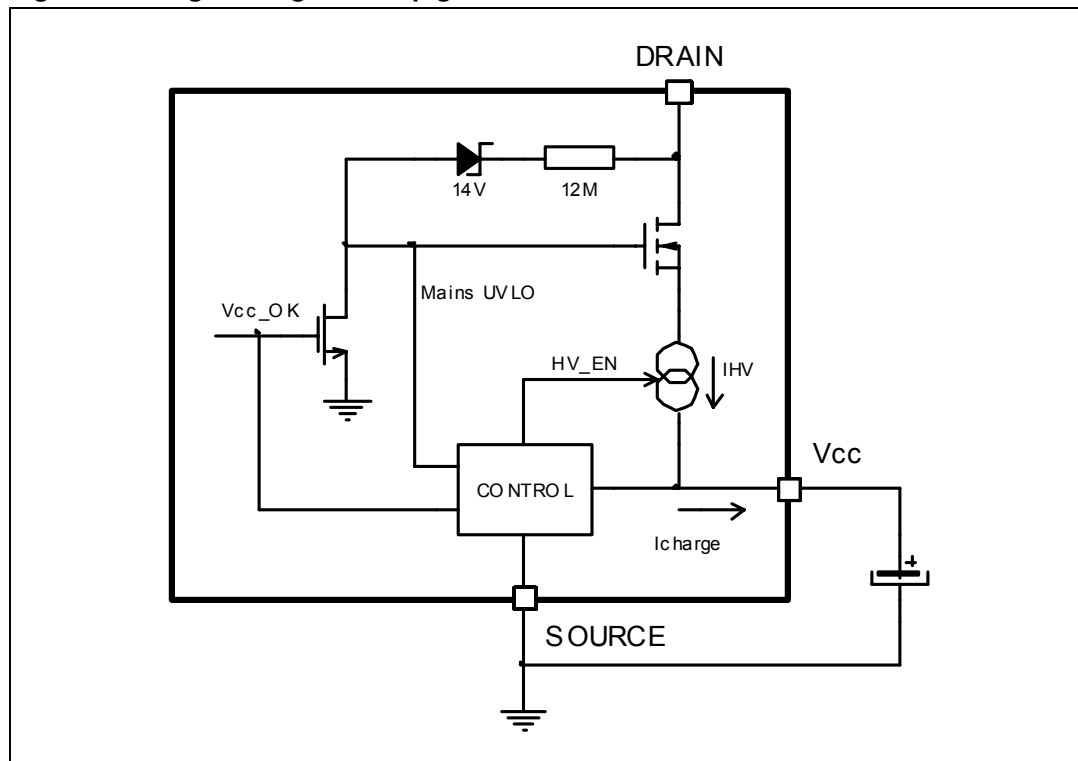 DRAIN
14V
12M
Mains UVLO
Vcc_OK
HV_EN
IHV
Vcc
CONTROL
Icharge
SOURCE
+